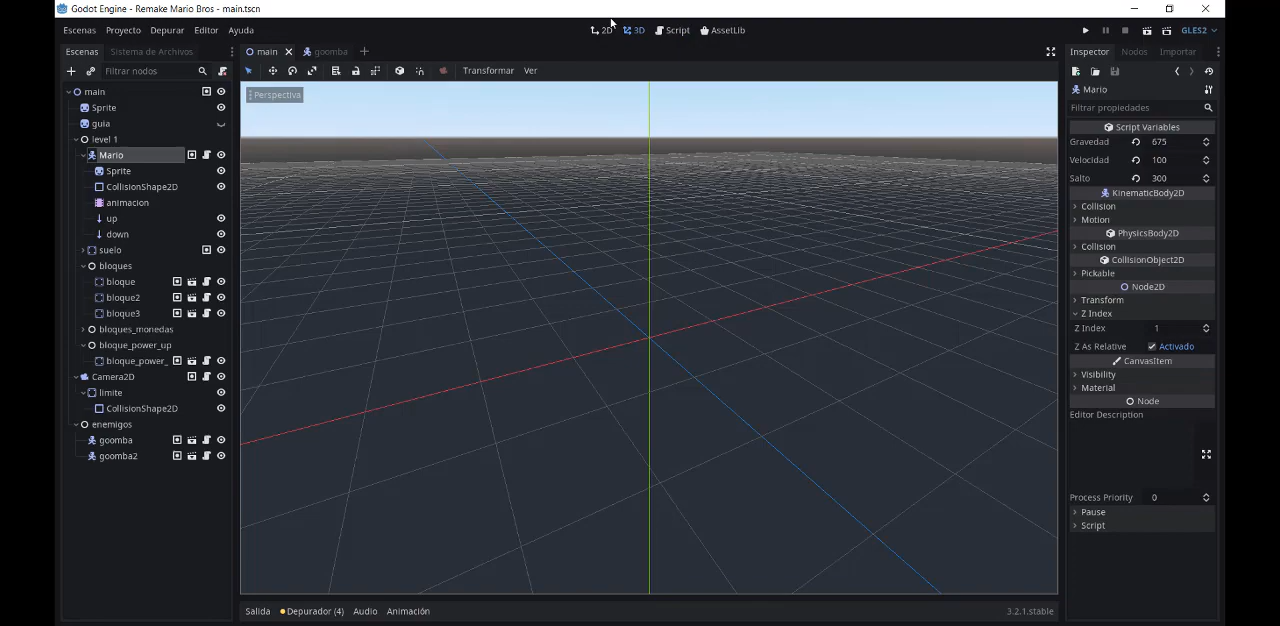 Godot Engine - Remake Mario Bros - main.tscn
Escenas Proyecto Depurar Editor Ayuda
2D 3D Script AssetLib
GLES2
Escenas Sistema de Archivos
main goomba
Inspector Nodos Importar
Filtrar nodos
Transformar Ver
main
Sprite
guia
level 1
Mario
Sprite
CollisionShape2D
animacion
up
down
suelo
bloques
bloque
bloque2
bloque3
bloques_monedas
bloque_power_up
bloque_power_
Camera2D
limite
CollisionShape2D
enemigos
goomba
goomba2
Perspectiva
Mario
Filtrar propiedades
Script Variables
Gravedad 675
Velocidad 100
Salto 300
KinematicBody2D
Collision
Motion
PhysicsBody2D
Collision
CollisionObject2D
Pickable
Node2D
Transform
Z Index
Z Index 1
Z As Relative Activado
CanvasItem
Visibility
Material
Node
Editor Description
Process Priority 0
Pause
Script
Salida Depurador (4) Audio Animación
3.2.1.stable